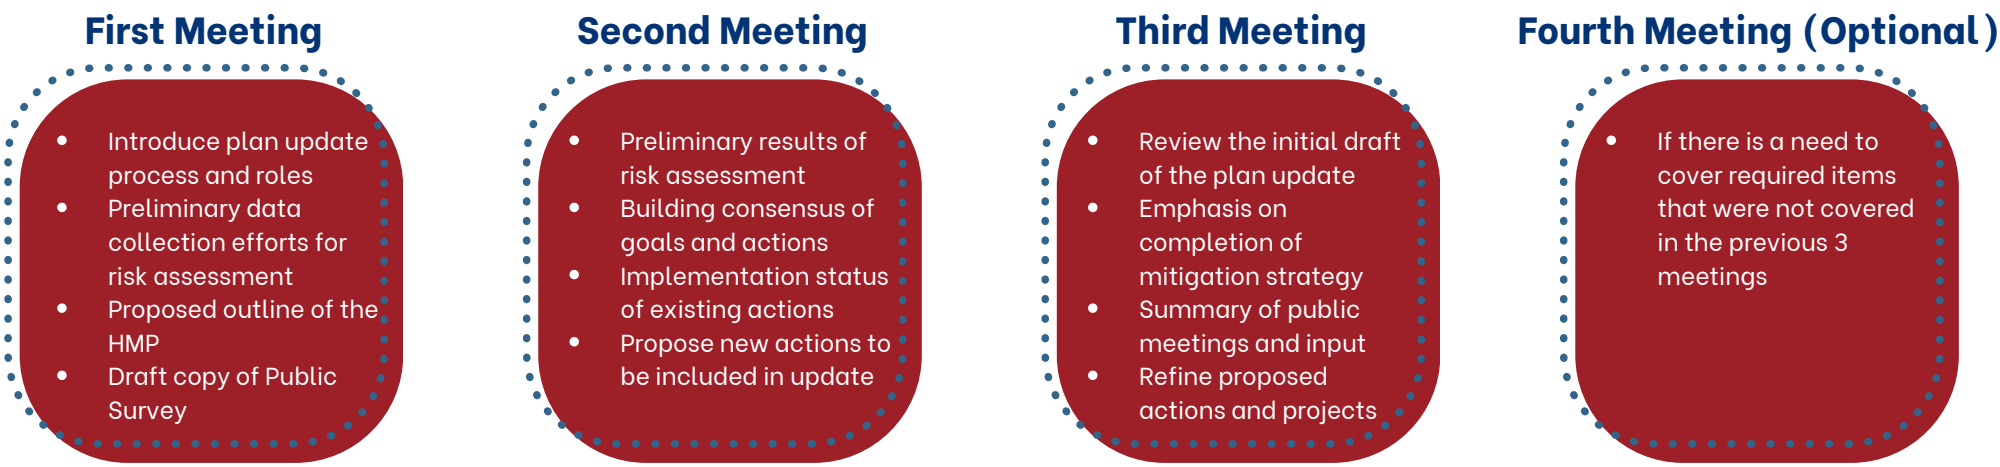 First Meeting
• Introduce plan update
process and roles
• Preliminary data
collection efforts for
risk assessment
• Proposed outline of the
HMP
• Draft copy of Public
Survey
Second Meeting
• Preliminary results of
risk assessment
• Building consensus of
goals and actions
• Implementation status
of existing actions
• Propose new actions to
be included in update
Third Meeting
• Review the initial draft
of the plan update
• Emphasis on
completion of
mitigation strategy
• Summary of public
meetings and input
• Refine proposed
actions and projects
Fourth Meeting (Optional)
• If there is a need to
cover required items
that were not covered
in the previous 3
meetings